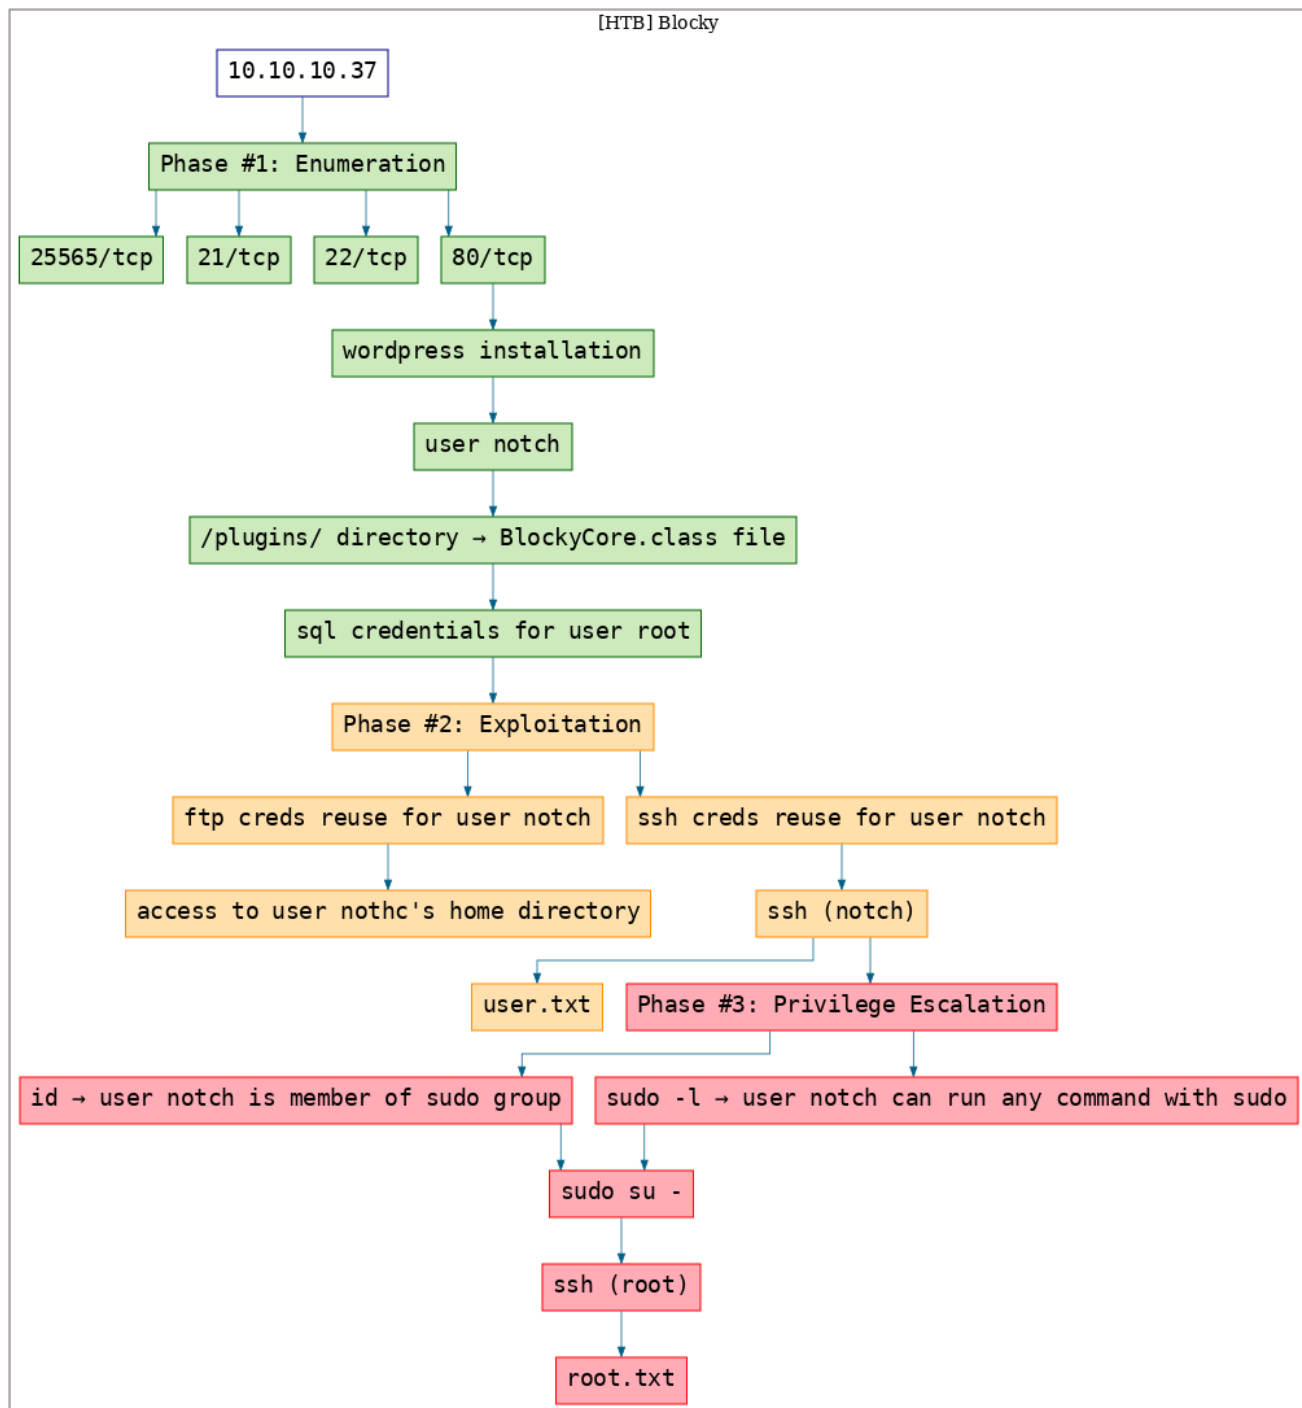 [HTB] Blocky
10.10.10.37
Phase #1: Enumeration
25565/tcp
21/tcp
22/tcp
80/tcp
wordpress installation
user notch
/plugins/ directory → BlockyCore.class file
sql credentials for user root
Phase #2: Exploitation
ftp creds reuse for user notch
ssh creds reuse for user notch
access to user nothc's home directory
ssh (notch)
user.txt
Phase #3: Privilege Escalation
id → user notch is member of sudo group
sudo -l → user notch can run any command with sudo
sudo su -
ssh (root)
root.txt